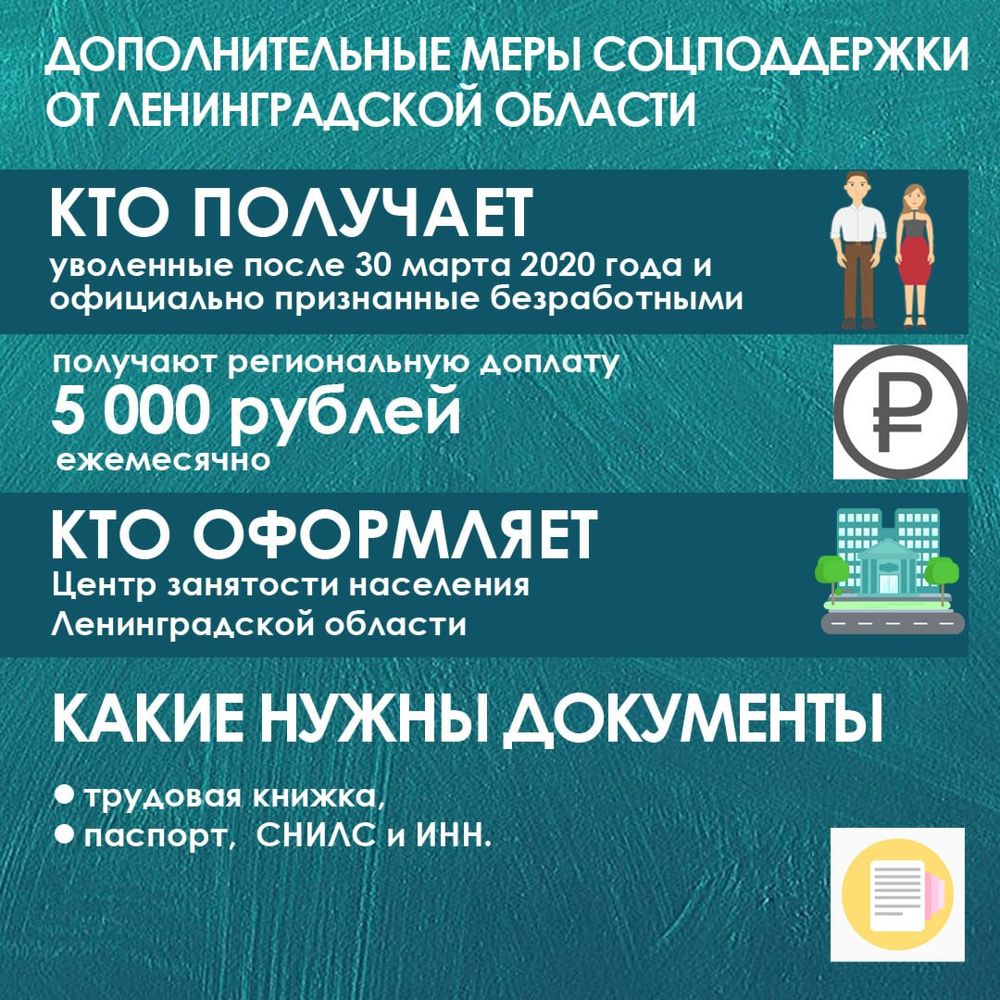 ДОПОЛНИТЕЛЬНЫЕ МЕРЫ СОЦПОДДЕРЖКИ
ОТ ЛЕНИНГРАДСКОЙ ОБЛАСТИ
КТО ПОЛУЧАЕТ
уволенные после 30 марта 2020 года и
официально признанные безработными
получают региональную доплату
5 000 рублей
ежемесячно
КТО ОФОРМЛЯЕТ
Центр занятости населения
Ленинградской области
КАКИЕ НУЖНЫ ДОКУМЕНТЫ
● трудовая книжка,
● паспорт, СНИЛС и ИНН.